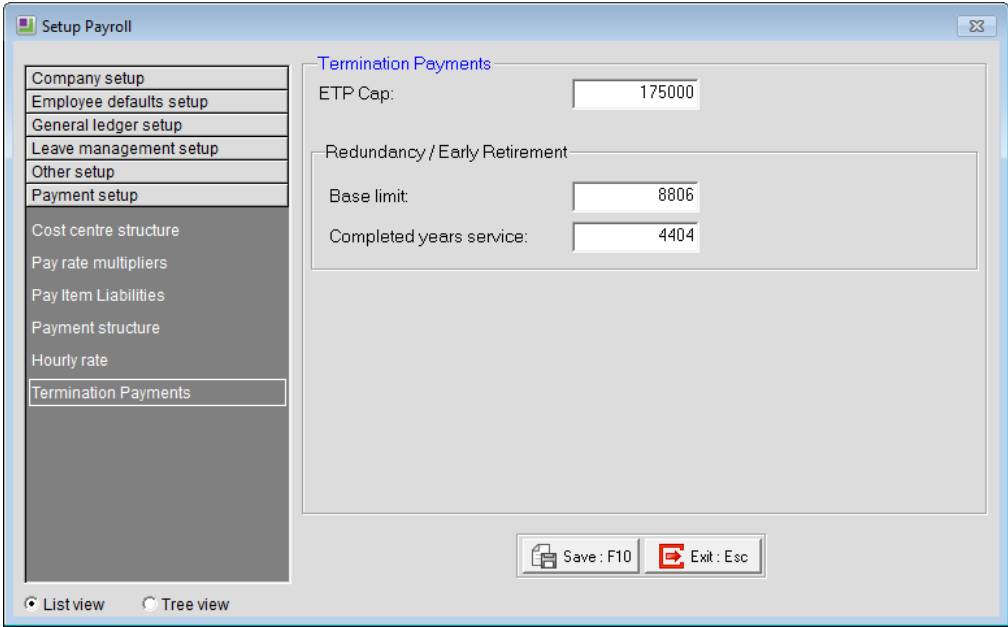 Setup Payroll
Company setup
Employee defaults setup
General ledger setup
Leave management setup
Other setup
Payment setup
Cost centre structure
Pay rate multipliers
Pay Item Liabilities
Payment structure
Hourly rate
Termination Payments
List view Tree view
Termination Payments
ETP Cap: 175000
Redundancy / Early Retirement
Base limit: 8806
Completed years service: 4404
Save : F10 Exit : Esc